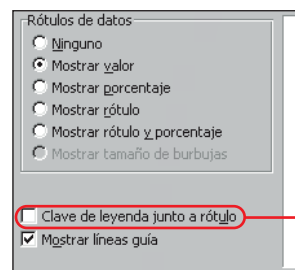 Rótulos de datos
Ninguno
Mostrar valor
Mostrar porcentaje
Mostrar rótulo
Mostrar rótulo y porcentaje
Mostrar tamaño de burbujas
Clave de leyenda junto a rótulo
Mostrar líneas guía